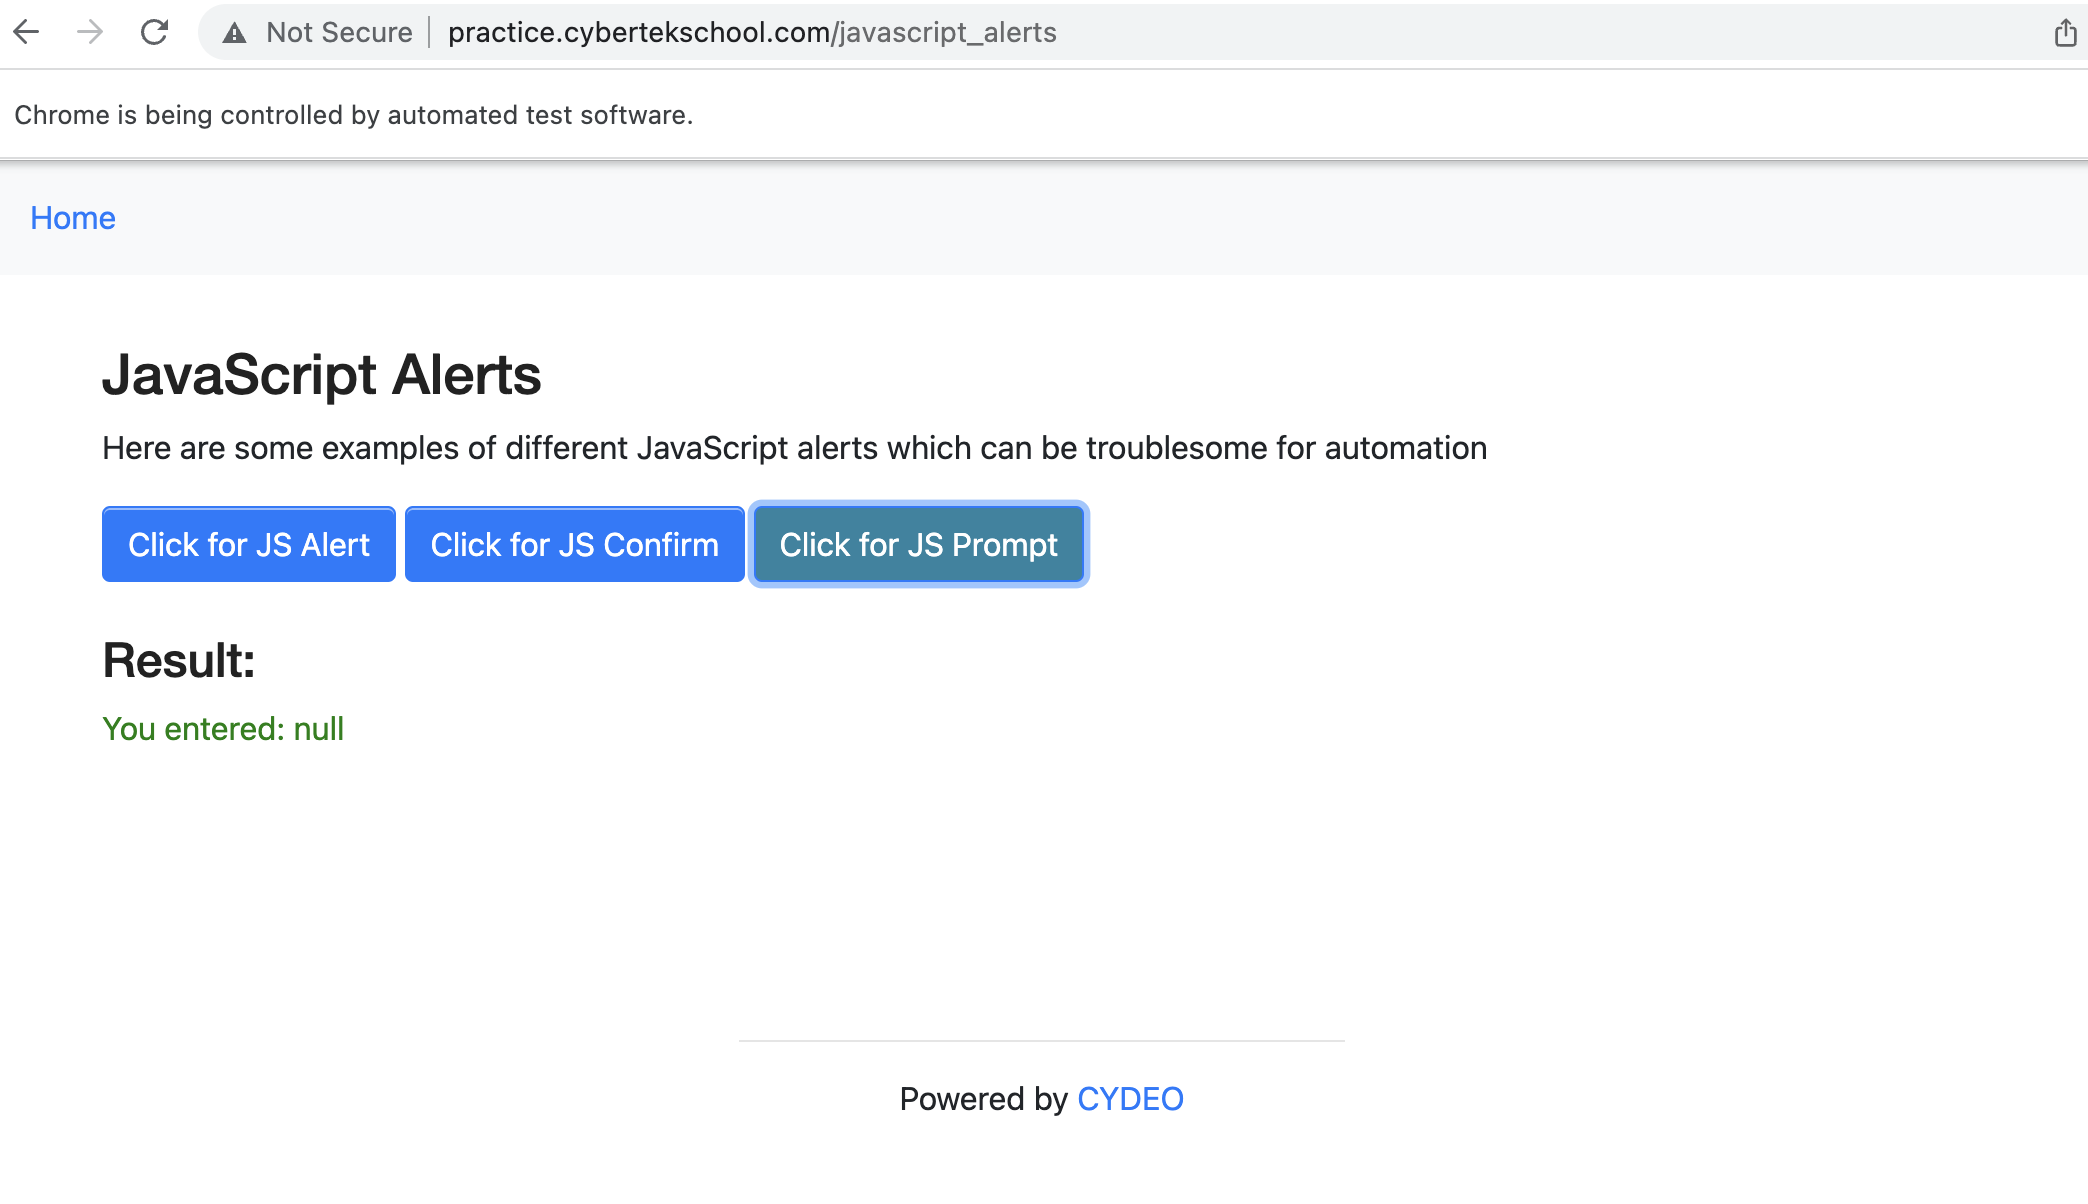 Not Secure | practice.cybertekschool.com/javascript_alerts
Chrome is being controlled by automated test software.
Home
JavaScript Alerts
Here are some examples of different JavaScript alerts which can be troublesome for automation
Click for JS Alert Click for JS Confirm Click for JS Prompt
Result:
You entered: null
Powered by CYDEO